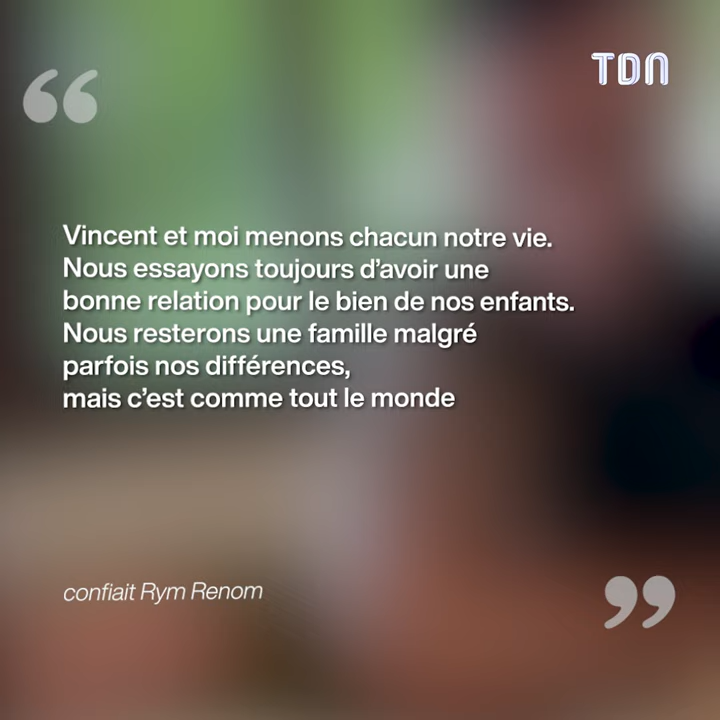 TDN
“
Vincent et moi menons chacun notre vie.
Nous essayons toujours d’avoir une
bonne relation pour le bien de nos enfants.
Nous resterons une famille malgré
parfois nos différences,
mais c’est comme tout le monde
confiait Rym Renom
”